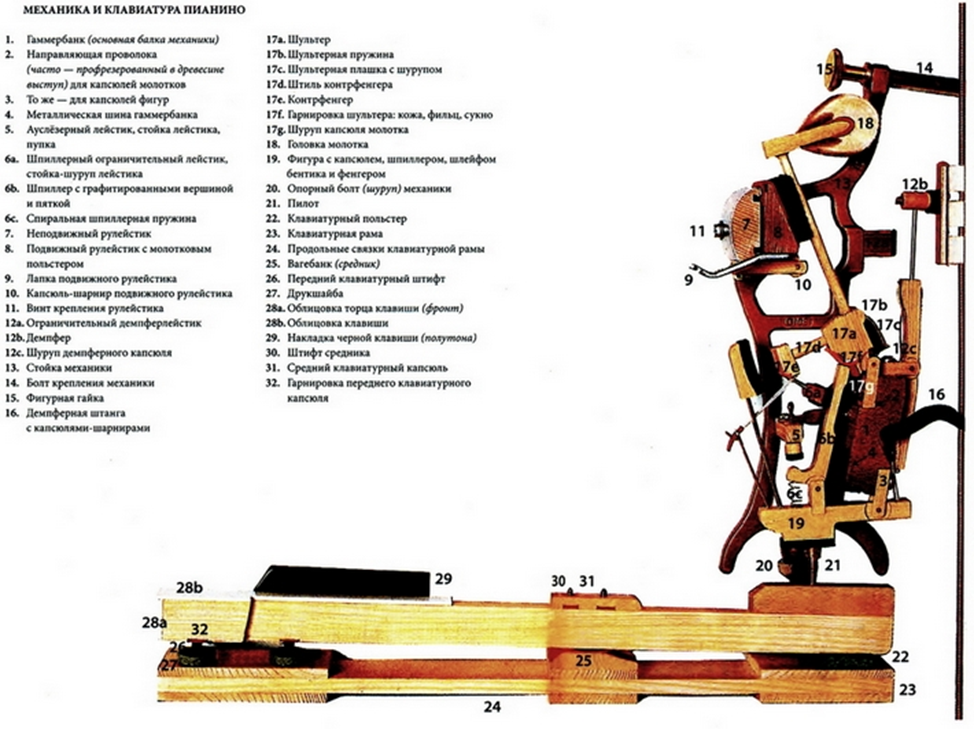 МЕХАНИКА И КЛАВИАТУРА ПИАНИНО
1. Гаммербанк (основная балка механики)
2. Направляющая проволока
(часто — профрезерованный в древесине
выступ) для капсюлей молотков
3. То же — для капсюлей фигур
4. Металлическая шина гаммербанка
5. Ауслёзерный лейстик, стойка лейстика,
пупка
6a. Шпиллерный ограничительный лейстик,
стойка-шуруп лейстика
6b. Шпиллер с графитированными вершиной
и пяткой
6c. Спиральная шпиллерная пружина
7. Неподвижный рулейстик
8. Подвижный рулейстик с молотковым
польстером
9. Лапка подвижного рулейстика
10. Капсюль-шарнир подвижного рулейстика
11. Винт крепления рулейстика
12a. Ограничительный демпферлейстик
12b. Демпфер
12c. Шуруп демпферного капсюля
13. Стойка механики
14. Болт крепления механики
15. Фигурная гайка
16. Демпферная штанга
с капсюлями-шарнирами
17a. Шультер
17b. Шультерная пружина
17c. Шультерная плашка с шурупом
17d. Штиль контрфенгера
17e. Контрфенгер
17f. Гарнировка шультера: кожа, фильц, сукно
17g. Шуруп капсюля молотка
18. Головка молотка
19. Фигура с капсюлем, шпиллером, шлейфом
бентика и фенгером
20. Опорный болт (шуруп) механики
21. Пилот
22. Клавиатурный польстер
23. Клавиатурная рама
24. Продольные связки клавиатурной рамы
25. Вагебанк (средник)
26. Передний клавиатурный штифт
27. Друкшайба
28a. Облицовка торца клавиши (фронт)
28b. Облицовка клавиши
29. Накладка черной клавиши (полутона)
30. Штифт средника
31. Средний клавиатурный капсюль
32. Гарнировка переднего клавиатурного
капсюля
15
14
18
13
12b
11
7
8
9
10
17b
17a
17c
17d
12c
17f
17e
17g
16
6a
5
6b
4
3
6c
19
20
21
28b
29
30
31
28a
32
26
27
25
22
23
24